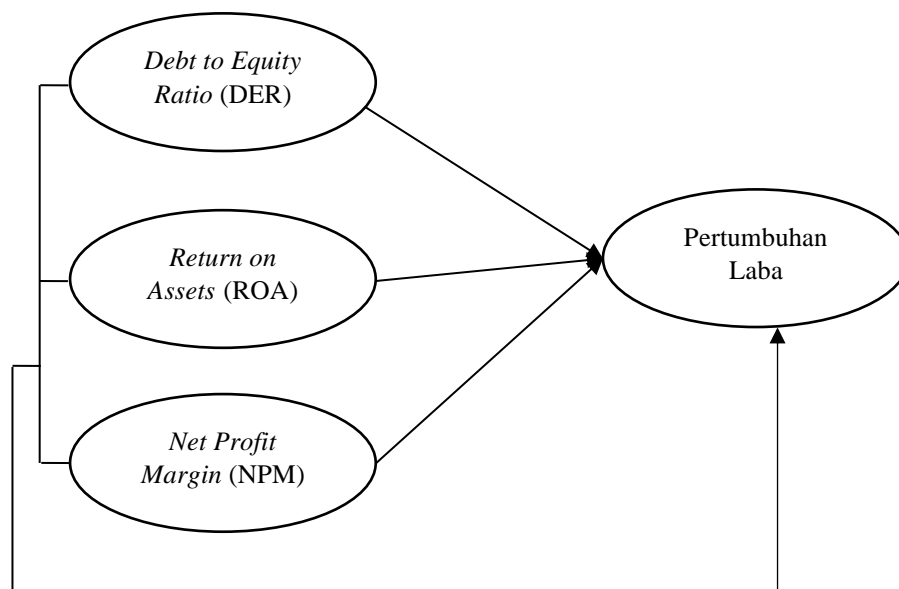 Debt to Equity
Ratio (DER)
Return on
Assets (ROA)
Pertumbuhan
Laba
Net Profit
Margin (NPM)